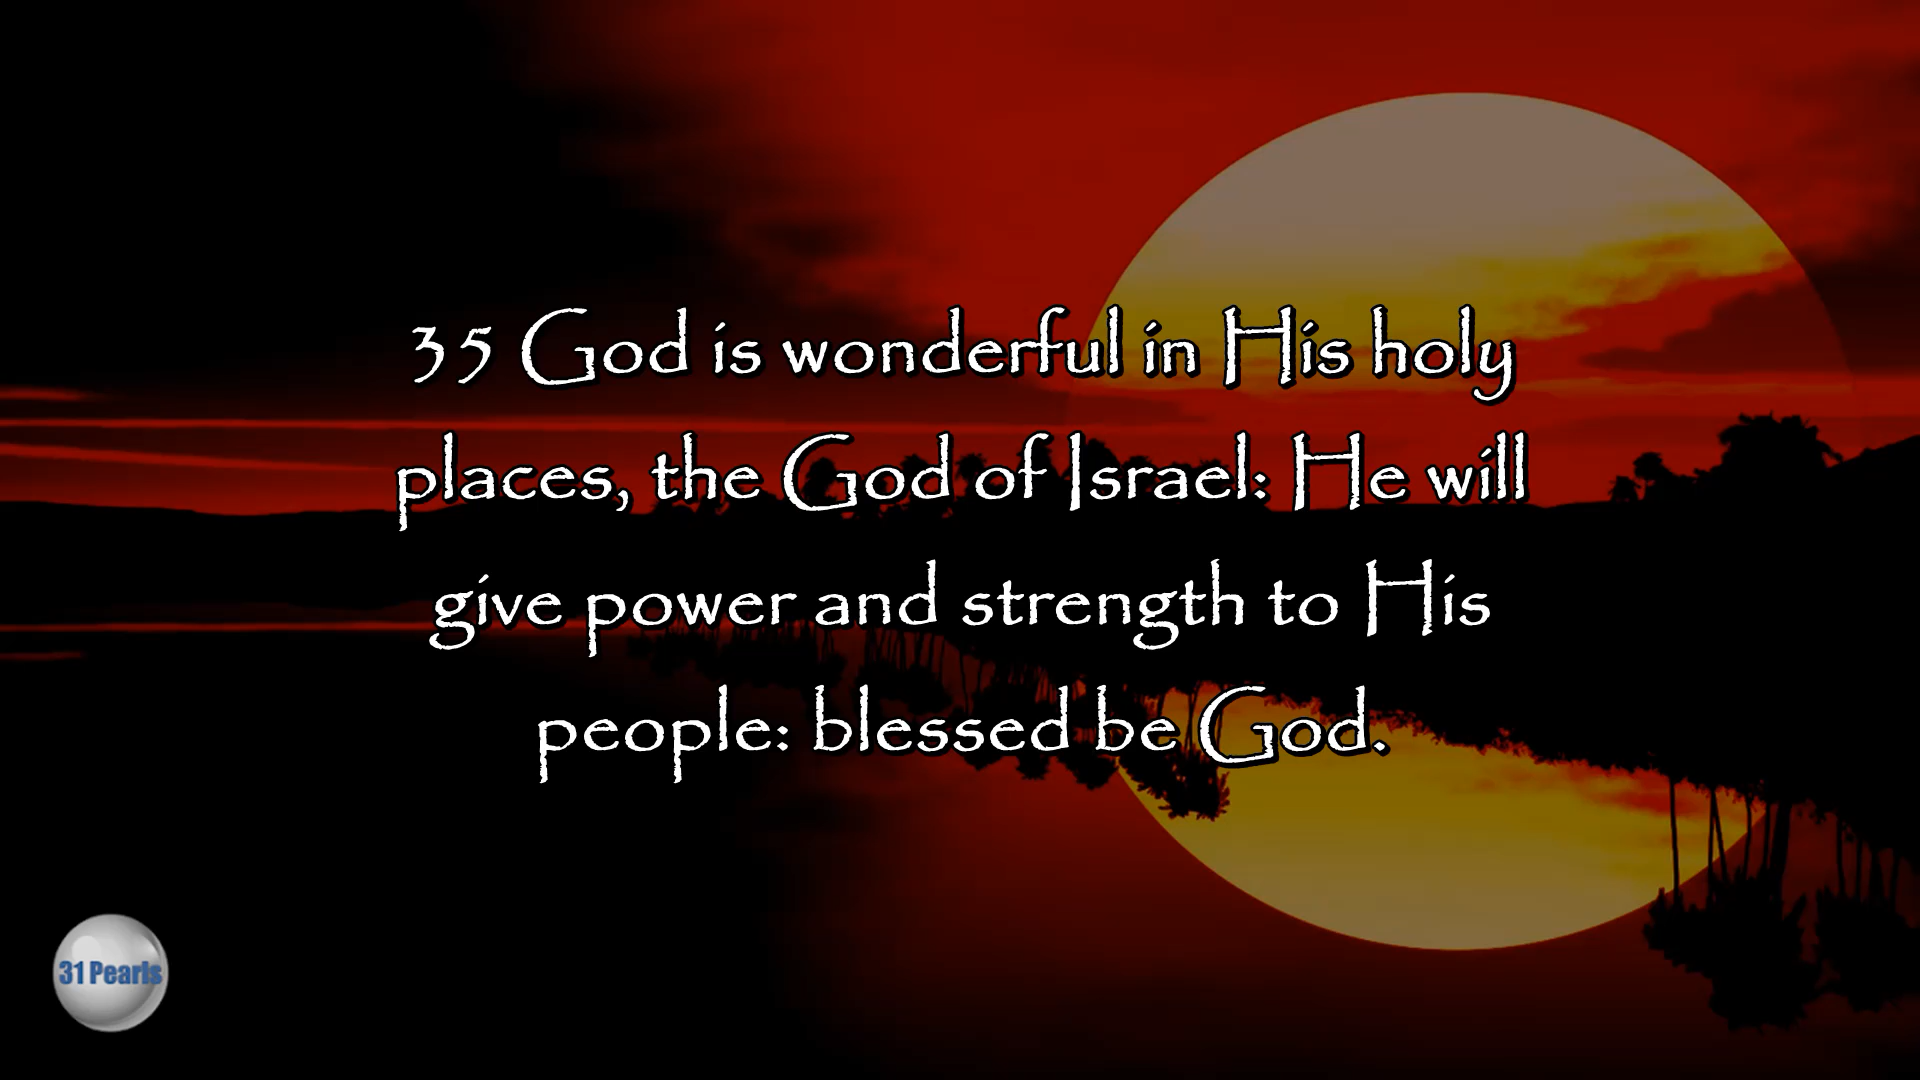 35 God is wonderful in His holy
places, the God of Israel: He will
give power and strength to His
people: blessed be God.
31 Pearls